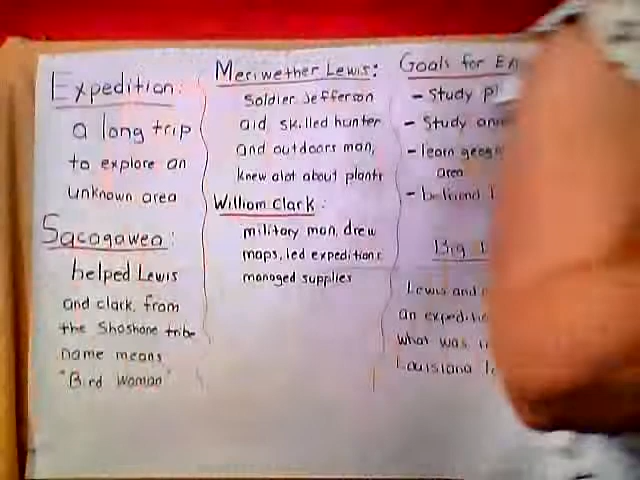 Expedition:
a long trip
to explore an
unknown area
Sacagawea:
helped Lewis
and clark. from
the Shoshone tribe
name means
"Bird Woman"
Meriwether Lewis:
Soldier, Jefferson
aid, skilled hunter
and outdoors man,
knew alot about plants
William Clark:
military man, drew
maps, led expeditions
managed supplies
Goals for
- Study
- Study
- learn
area
- befriend
Big
Lewis and
an
what was
Louisiana